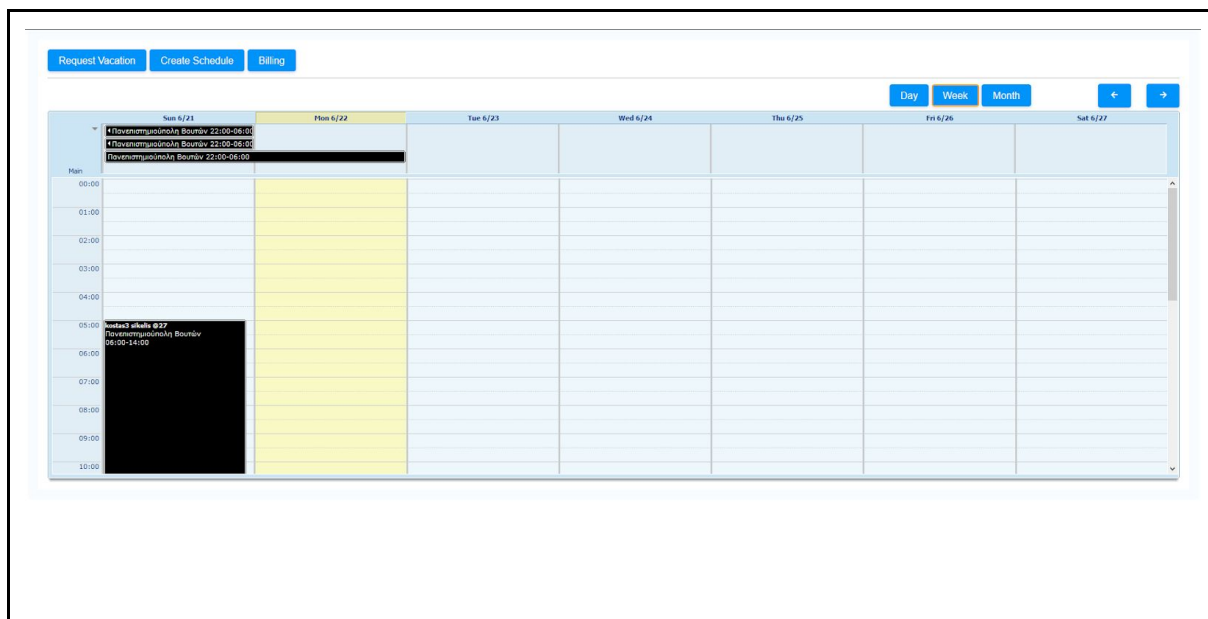 Request Vacation Create Schedule Billing
Day Week Month
Sun 6/21 Mon 6/22 Tue 6/23 Wed 6/24 Thu 6/25 Fri 6/26 Sat 6/27
Πανεπιστημιούπολη Βουτών 22:00-06:00
Πανεπιστημιούπολη Βουτών 22:00-06:00
Πανεπιστημιούπολη Βουτών 22:00-06:00
Main
00:00
01:00
02:00
03:00
04:00
05:00
kostas3 sikelis @27
Πανεπιστημιούπολη Βουτών
06:00-14:00
06:00
07:00
08:00
09:00
10:00